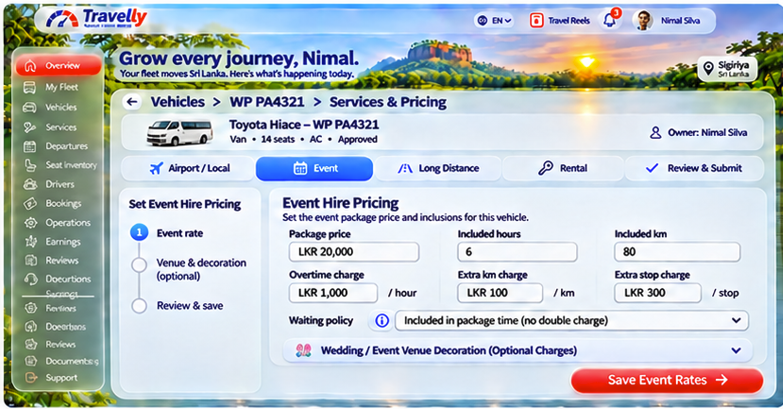 Travelly
EN
Travel Reels
3
Nimal Silva
Grow every journey, Nimal.
Your fleet moves Sri Lanka. Here's what's happening today.
Sigiriya
Sri Lanka
Overview
My Fleet
Vehicles
Services
Departures
Seat inventory
Drivers
Bookings
Operations
Earnings
Reviews
Dcountions
Reviews
Support
Vehicles > WP PA4321 > Services & Pricing
Toyota Hiace – WP PA4321
Van • 14 seats • AC • Approved
Owner: Nimal Silva
Airport / Local
Event
Long Distance
Rental
Review & Submit
Set Event Hire Pricing
1 Event rate
Venue & decoration
(optional)
Review & save
Event Hire Pricing
Set the event package price and inclusions for this vehicle.
Package price
Included hours
Included km
LKR 20,000
6
80
Overtime charge
Extra km charge
Extra stop charge
LKR 1,000 / hour
LKR 100 / km
LKR 300 / stop
Waiting policy
Included in package time (no double charge)
Wedding / Event Venue Decoration (Optional Charges)
Save Event Rates →